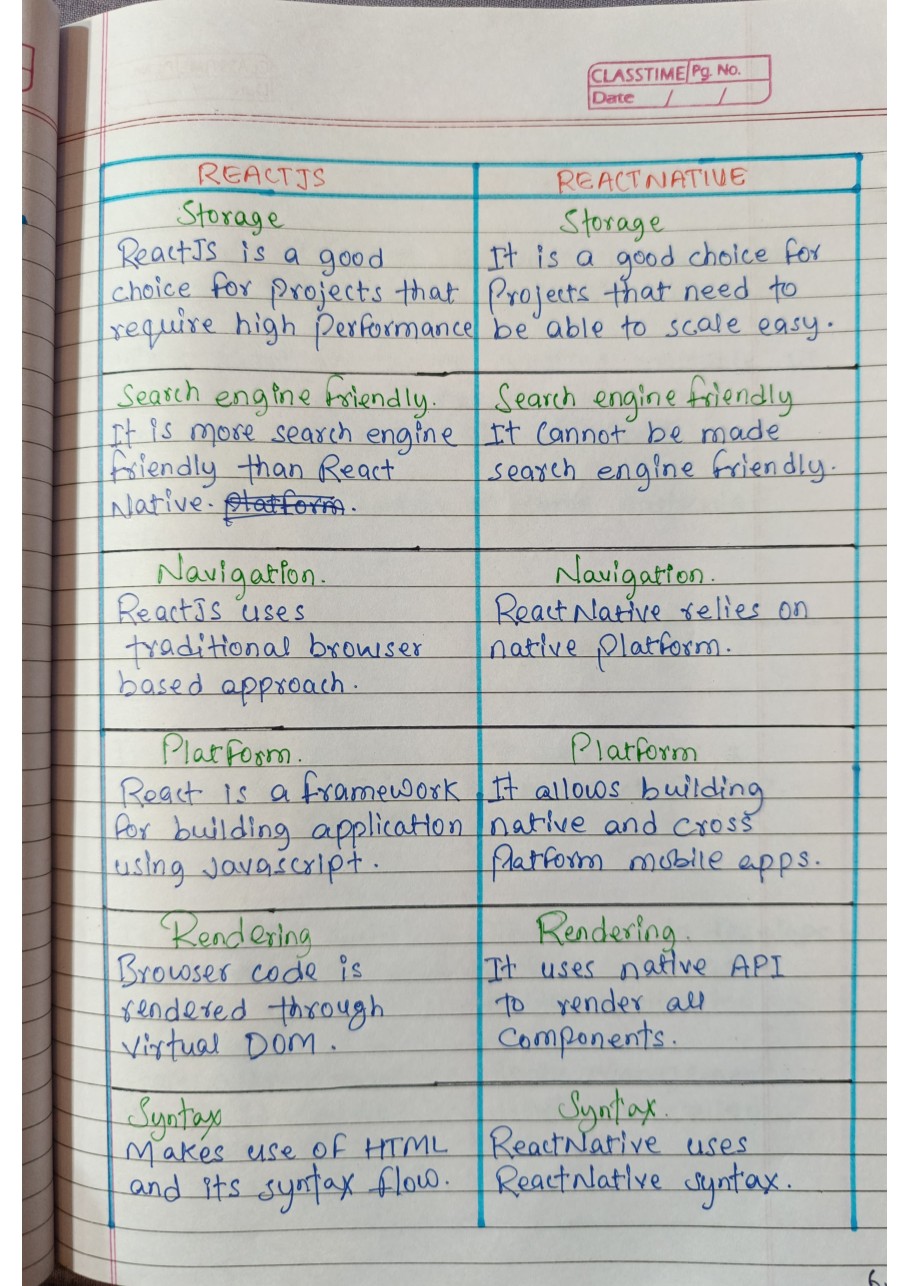 CLASSTIME Pg. No.
Date / /
REACTJS
Storage
ReactJS is a good
choice for projects that
require high performance
Search engine friendly.
It is more search engine
friendly than React
Native. platform.
Navigation.
ReactJs uses
traditional browser
based approach.
Platform.
React is a framework
for building application
using Javascript.
Rendering
Browser code is
rendered through
virtual DOM.
Syntax
Makes use of HTML
and its syntax flow.
REACTNATIVE
Storage
It is a good choice for
Projects that need to
be able to scale easy.
Search engine friendly
It cannot be made
search engine friendly.
Navigation.
ReactNative relies on
native platform.
Platform
It allows building
native and cross
platform mobile apps.
Rendering.
It uses native API
to render all
components.
Syntax.
ReactNative uses
ReactNative syntax.